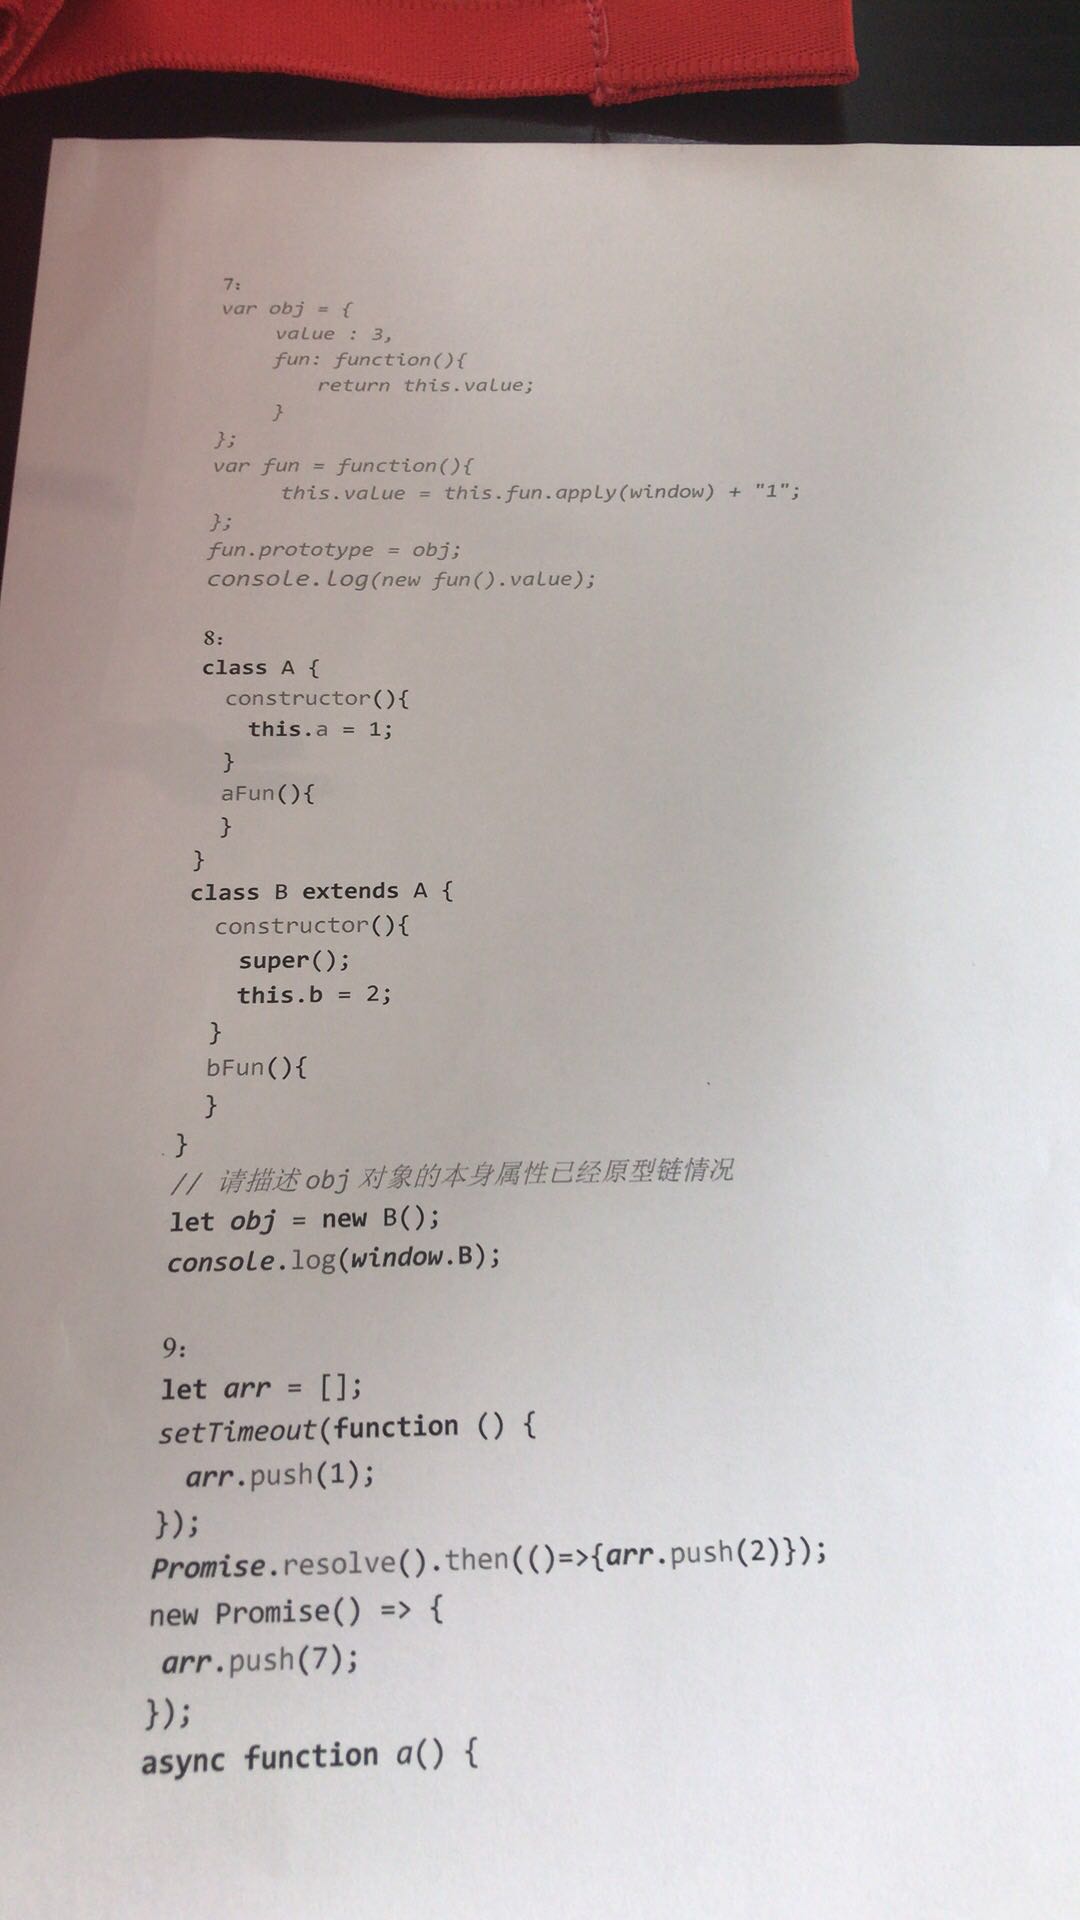 7:
var obj = {
value : 3,
fun: function(){
return this.value;
}
};
var fun = function(){
this.value = this.fun.apply(window) + "1";
};
fun.prototype = obj;
console.log(new fun().value);
8:
class A {
constructor(){
this.a = 1;
}
aFun(){
}
}
class B extends A {
constructor(){
super();
this.b = 2;
}
bFun(){
}
}
// 请描述 obj 对象的本身属性已经原型链情况
let obj = new B();
console.log(window.B);
9:
let arr = [];
setTimeout(function () {
arr.push(1);
});
Promise.resolve().then(()=>{arr.push(2)});
new Promise() => {
arr.push(7);
});
async function a() {